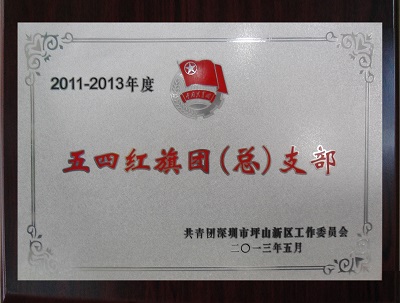 2011-2013年度
五四红旗团(总)支部
共青团深圳市坪山新区工作委员会
二〇一三年五月